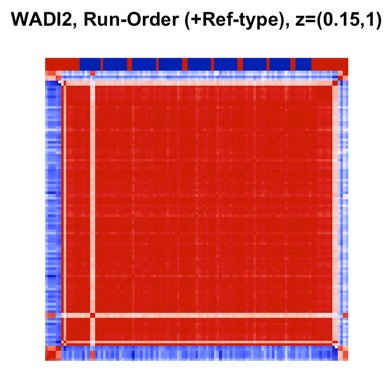 WADI2, Run-Order (+Ref-type), z=(0.15,1)